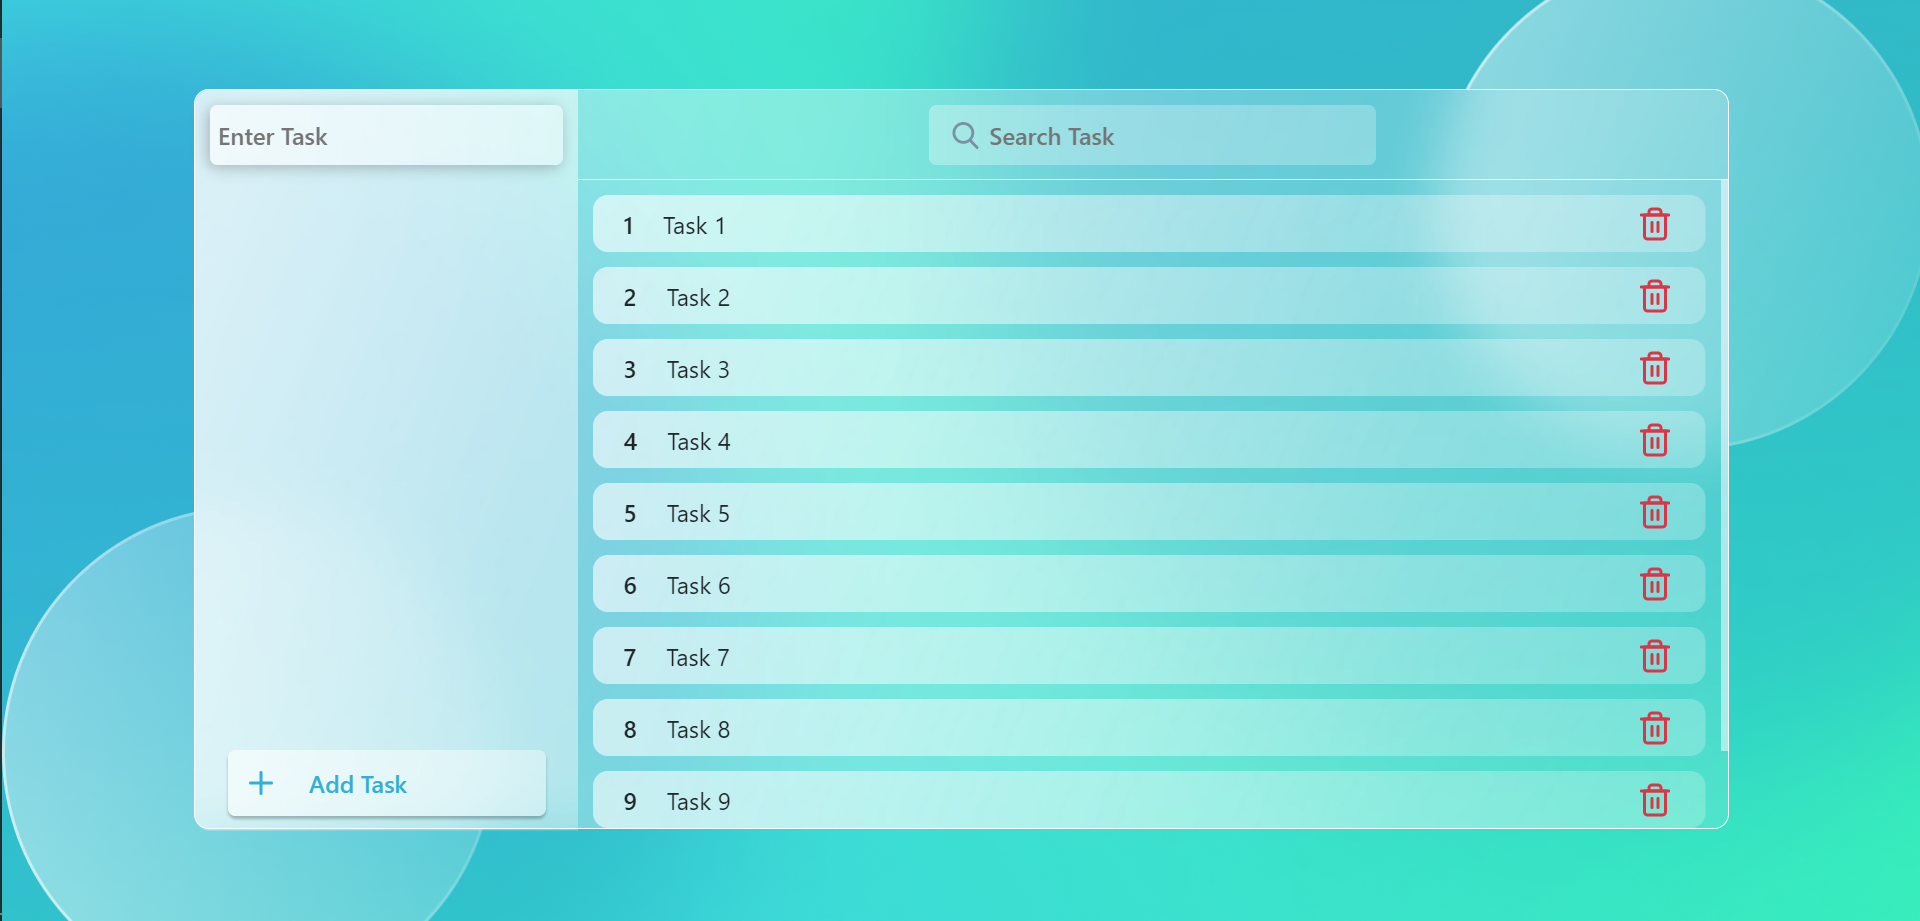 Enter Task
Search Task
1 Task 1
2 Task 2
3 Task 3
4 Task 4
5 Task 5
6 Task 6
7 Task 7
8 Task 8
9 Task 9
Add Task